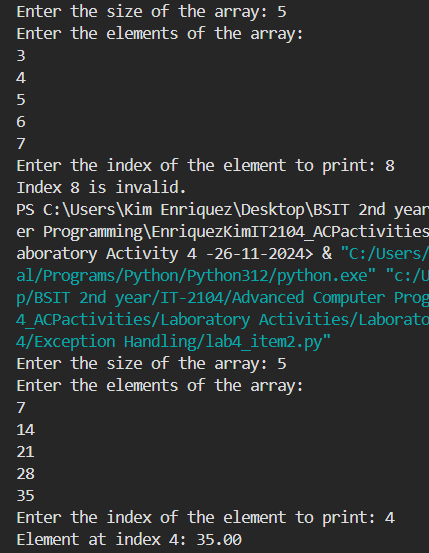 Enter the size of the array: 5
Enter the elements of the array:
3
4
5
6
7
Enter the index of the element to print: 8
Index 8 is invalid.
PS C:\Users\Kim Enriquez\Desktop\BSIT 2nd year
er Programming\EnriquezKimIT2104_ACPactivities
aboratory Activity 4 -26-11-2024> & "C:/Users/
al/Programs/Python/Python312/python.exe" "c:/U
p/BSIT 2nd year/IT-2104/Advanced Computer Prog
4_ACPactivities/Laboratory Activities/Laborato
4/Exception Handling/lab4_item2.py"
Enter the size of the array: 5
Enter the elements of the array:
7
14
21
28
35
Enter the index of the element to print: 4
Element at index 4: 35.00